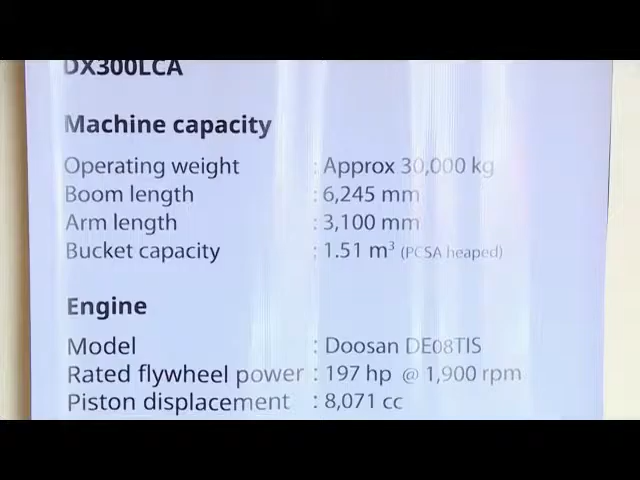 DX300LCA
Machine capacity
Operating weight : Approx 30,000 kg
Boom length : 6,245 mm
Arm length : 3,100 mm
Bucket capacity : 1.51 m³ (PCSA heaped)
Engine
Model : Doosan DE08TIS
Rated flywheel power : 197 hp @ 1,900 rpm
Piston displacement : 8,071 cc